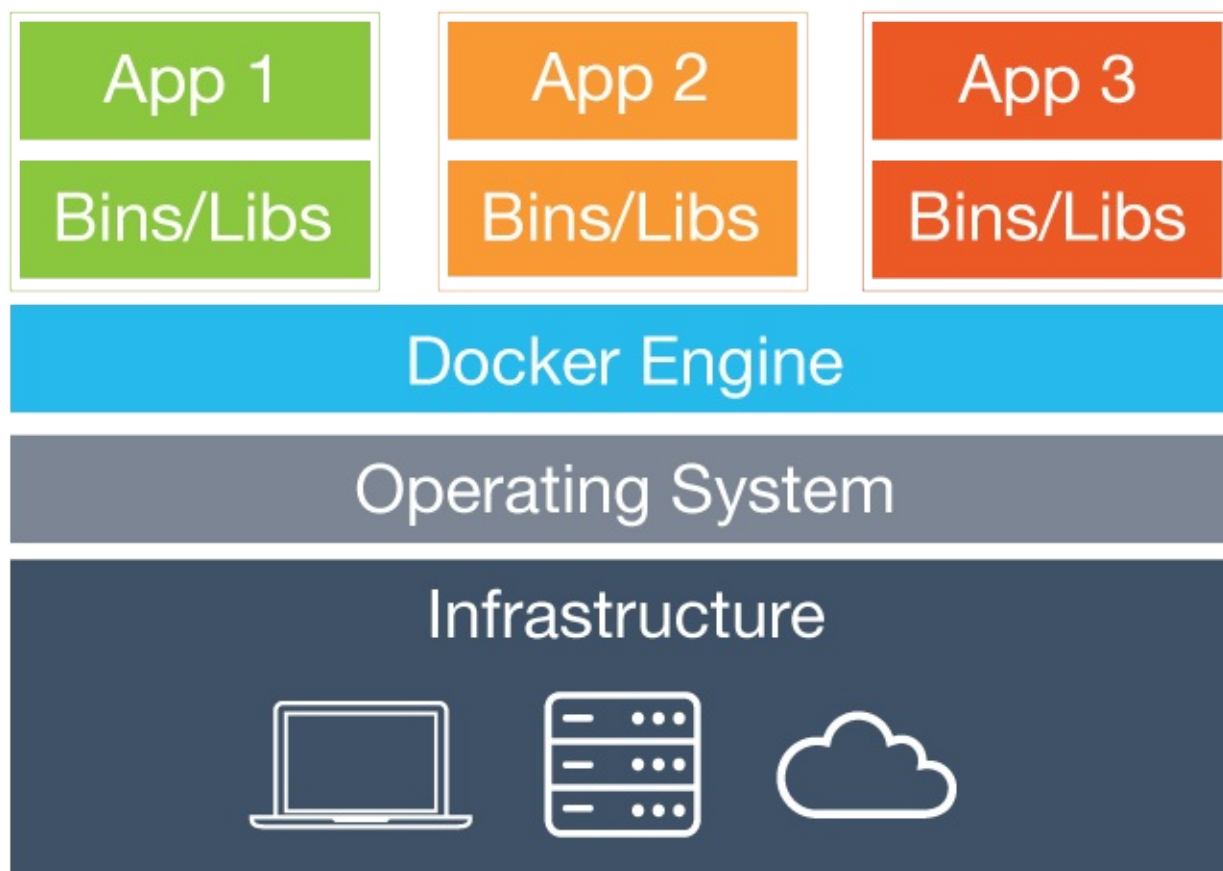 App 1
App 2
App 3
Bins/Libs
Bins/Libs
Bins/Libs
Docker Engine
Operating System
Infrastructure